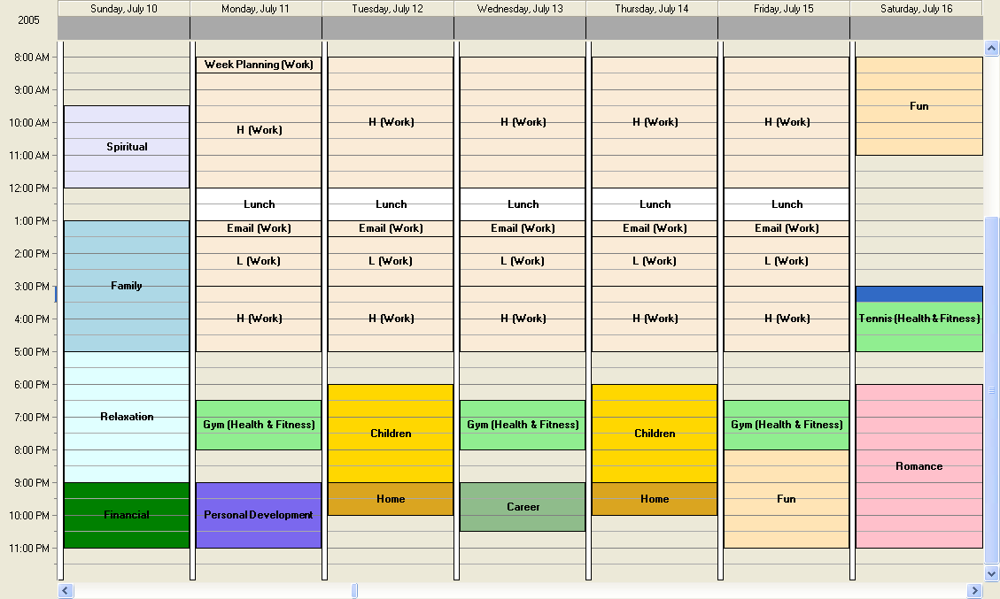 Sunday, July 10 Monday, July 11 Tuesday, July 12 Wednesday, July 13 Thursday, July 14 Friday, July 15 Saturday, July 16
2005
8:00 AM
Week Planning (Work)
9:00 AM
Fun
10:00 AM
H (Work) H (Work) H (Work) H (Work)
H (Work)
Spiritual
11:00 AM
12:00 PM
Lunch Lunch Lunch Lunch Lunch
1:00 PM
Email (Work) Email (Work) Email (Work) Email (Work) Email (Work)
2:00 PM
L (Work) L (Work) L (Work) L (Work) L (Work)
3:00 PM
Family
4:00 PM
H (Work) H (Work) H (Work) H (Work) H (Work) Tennis (Health & Fitness)
5:00 PM
6:00 PM
7:00 PM
Relaxation
Gym (Health & Fitness) Gym (Health & Fitness) Gym (Health & Fitness)
Children Children
8:00 PM
Romance
9:00 PM
Home Home Fun
Career
10:00 PM
Financial Personal Development
11:00 PM